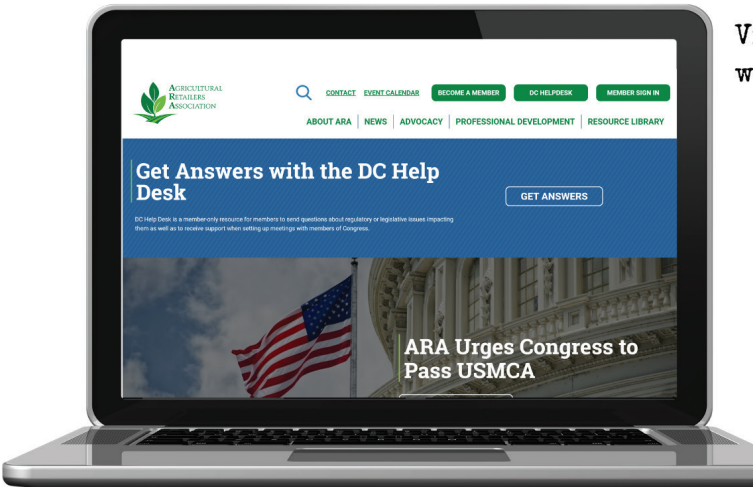 AGRICULTURAL
RETAILERS
ASSOCIATION
CONTACT EVENT CALENDAR BECOME A MEMBER DC HELPDESK MEMBER SIGN IN
ABOUT ARA | NEWS | ADVOCACY | PROFESSIONAL DEVELOPMENT | RESOURCE LIBRARY
Get Answers with the DC Help
Desk
GET ANSWERS
DC Help Desk is a member-only resource for members to send questions about regulatory or legislative issues impacting
them as well as to receive support when setting up meetings with members of Congress.
ARA Urges Congress to
Pass USMCA